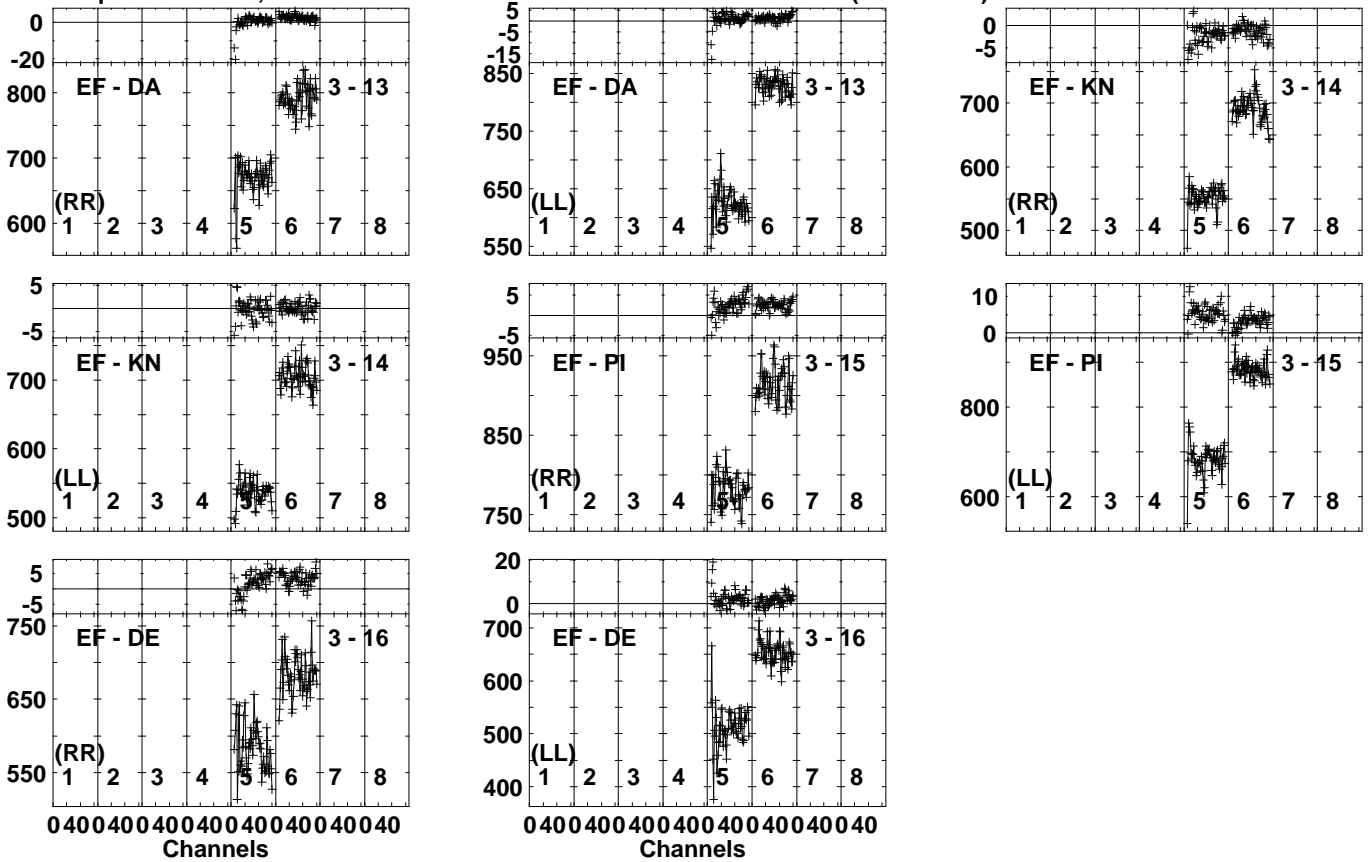 0
-20
EF - DA 3 - 13
800
700
600
(RR)
1 2 3 4 5 6 7 8
5
-5
-15
EF - DA 3 - 13
850
750
650
550
(LL)
1 2 3 4 5 6 7 8
0
-5
EF - KN 3 - 14
700
600
500
(RR)
1 2 3 4 5 6 7 8
5
-5
EF - KN 3 - 14
700
600
500
(LL)
1 2 3 4 5 6 7 8
5
-5
EF - PI 3 - 15
950
850
750
(RR)
1 2 3 4 5 6 7 8
10
0
EF - PI 3 - 15
800
600
(LL)
1 2 3 4 5 6 7 8
5
-5
EF - DE 3 - 16
750
650
550
(RR)
1 2 3 4 5 6 7 8
0 40 0 40 0 40 0 40 0 40 0 40 0 40 0 40
Channels
20
0
EF - DE 3 - 16
700
600
500
400
(LL)
1 2 3 4 5 6 7 8
0 40 0 40 0 40 0 40 0 40 0 40 0 40 0 40
Channels